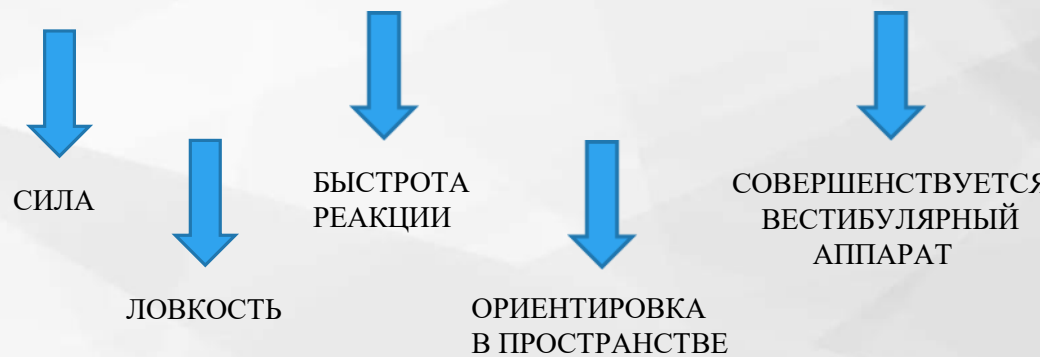 СИЛА
ЛОВКОСТЬ
БЫСТРОТА
РЕАКЦИИ
ОРИЕНТИРОВКА
В ПРОСТРАНСТВЕ
СОВЕРШЕНСТВУЕТСЯ
ВЕСТИБУЛЯРНЫЙ
АППАРАТ